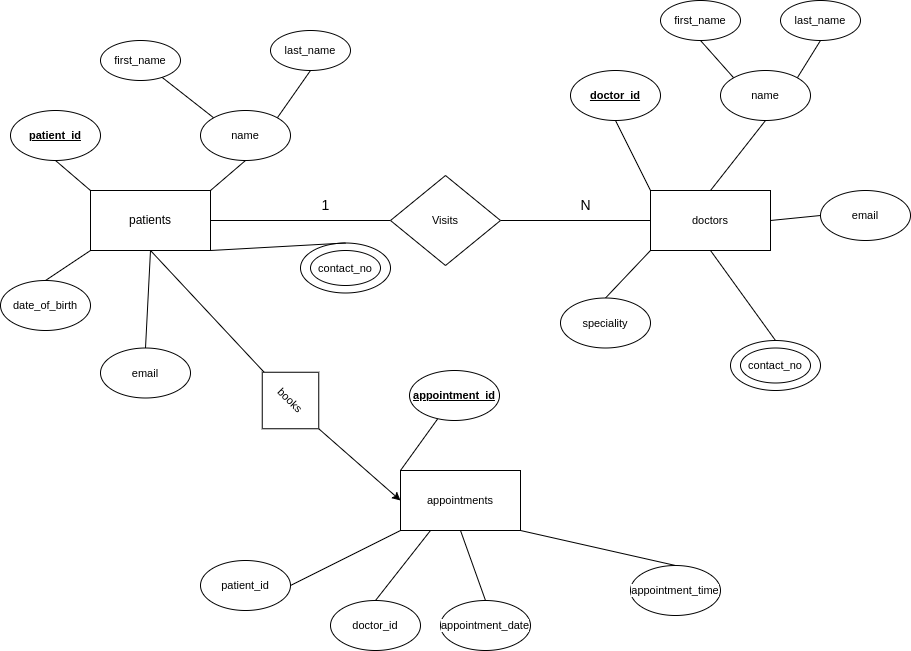 first_name
last_name
first_name
last_name
patient_id
name
doctor_id
name
patients
1
Visits
N
doctors
email
date_of_birth
contact_no
speciality
email
contact_no
books
appointment_id
appointments
patient_id
doctor_id
appointment_date
appointment_time